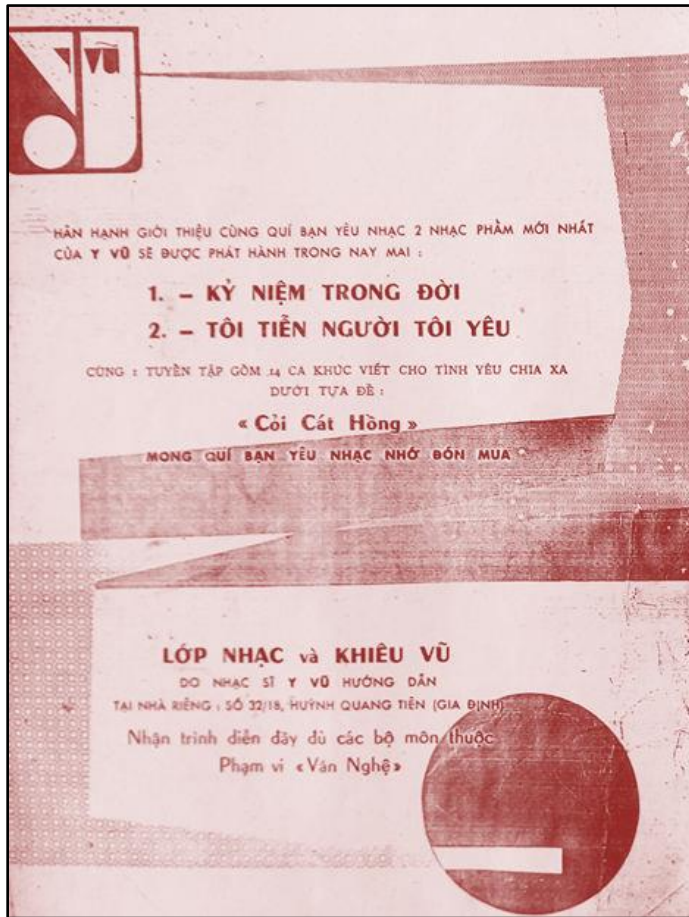 Y vũ
HÂN HẠNH GIỚI THIỆU CÙNG QUÍ BẠN YÊU NHẠC 2 NHẠC PHẨM MỚI NHẤT
CỦA Y VŨ SẼ ĐƯỢC PHÁT HÀNH TRONG NAY MAI :
1. – KỶ NIỆM TRONG ĐỜI
2. – TÔI TIỄN NGƯỜI TÔI YÊU
CÙNG : TUYỂN TẬP GỒM 14 CA KHÚC VIẾT CHO TÌNH YÊU CHIA XA
DƯỚI TỰA ĐỀ :
« Cỏi Cát Hồng »
MONG QUÍ BẠN YÊU NHẠC NHỚ ĐÓN MUA
LỚP NHẠC và KHIÊU VŨ
DO NHẠC SĨ Y VŨ HƯỚNG DẪN
TẠI NHÀ RIÊNG : SỐ 32/18, HUỲNH QUANG TIÊN (GIA ĐỊNH)
Nhận trình diễn đầy đủ các bộ môn thuộc
Phạm vi « Văn Nghệ »